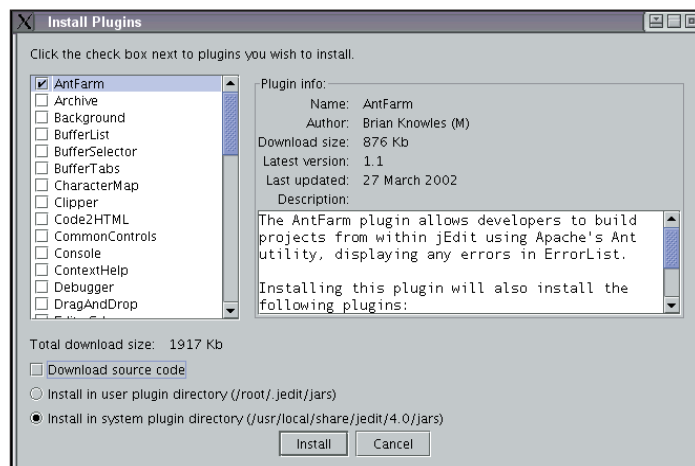 Install Plugins
Click the check box next to plugins you wish to install.
AntFarm
Archive
Background
BufferList
BufferSelector
BufferTabs
CharacterMap
Clipper
Code2HTML
CommonControls
Console
ContextHelp
Debugger
DragAndDrop
Plugin info:
Name: AntFarm
Author: Brian Knowles (M)
Download size: 876 Kb
Latest version: 1.1
Last updated: 27 March 2002
Description:
The AntFarm plugin allows developers to build
projects from within jEdit using Apache's Ant
utility, displaying any errors in ErrorList.
Installing this plugin will also install the
following plugins:
Total download size: 1917 Kb
Download source code
Install in user plugin directory (/root/.jedit/jars)
Install in system plugin directory (/usr/local/share/jedit/4.0/jars)
Install
Cancel